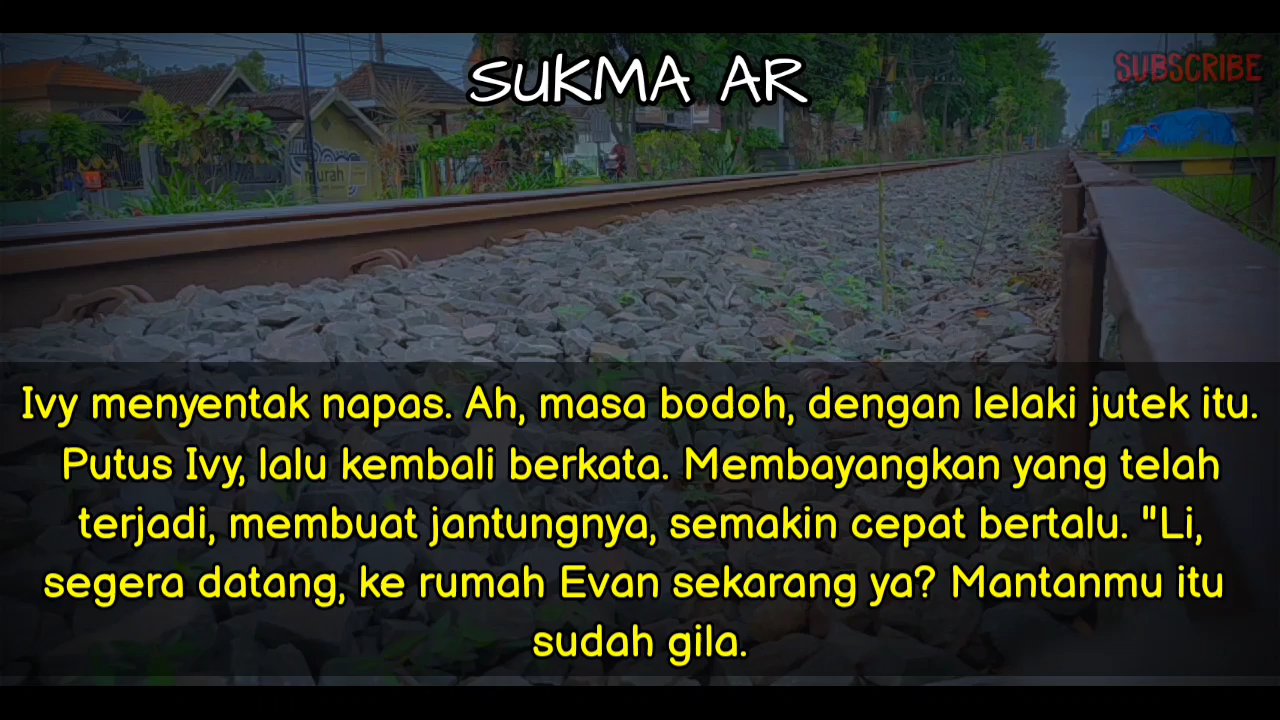 SUKMA AR
SUBSCRIBE
murah
Ivy menyentak napas. Ah, masa bodoh, dengan lelaki jutek itu.
Putus Ivy, lalu kembali berkata. Membayangkan yang telah
terjadi, membuat jantungnya, semakin cepat bertalu. "Li,
segera datang, ke rumah Evan sekarang ya? Mantanmu itu
sudah gila.